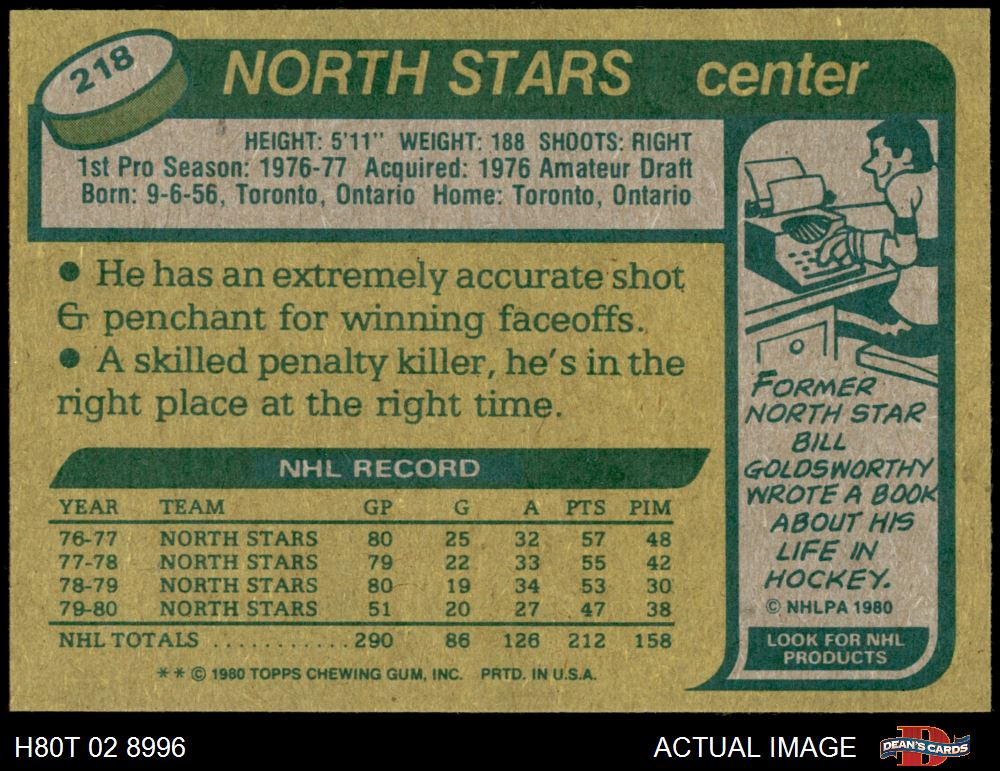 218
NORTH STARS center
HEIGHT: 5'11" WEIGHT: 188 SHOOTS: RIGHT
1st Pro Season: 1976-77 Acquired: 1976 Amateur Draft
Born: 9-6-56, Toronto, Ontario Home: Toronto, Ontario
● He has an extremely accurate shot
& penchant for winning faceoffs.
● A skilled penalty killer, he's in the
right place at the right time.
NHL RECORD
YEAR TEAM GP G A PTS PIM
76-77 NORTH STARS 80 25 32 57 48
77-78 NORTH STARS 79 22 33 55 42
78-79 NORTH STARS 80 19 34 53 30
79-80 NORTH STARS 51 20 27 47 38
NHL TOTALS ........... 290 86 126 212 158
** © 1980 TOPPS CHEWING GUM, INC. PRTD. IN U.S.A.
FORMER
NORTH STAR
BILL
GOLDSWORTHY
WROTE A BOOK
ABOUT HIS
LIFE IN
HOCKEY.
© NHLPA 1980
LOOK FOR NHL
PRODUCTS
H80T 02 8996
ACTUAL IMAGE
DEAN'S CARDS